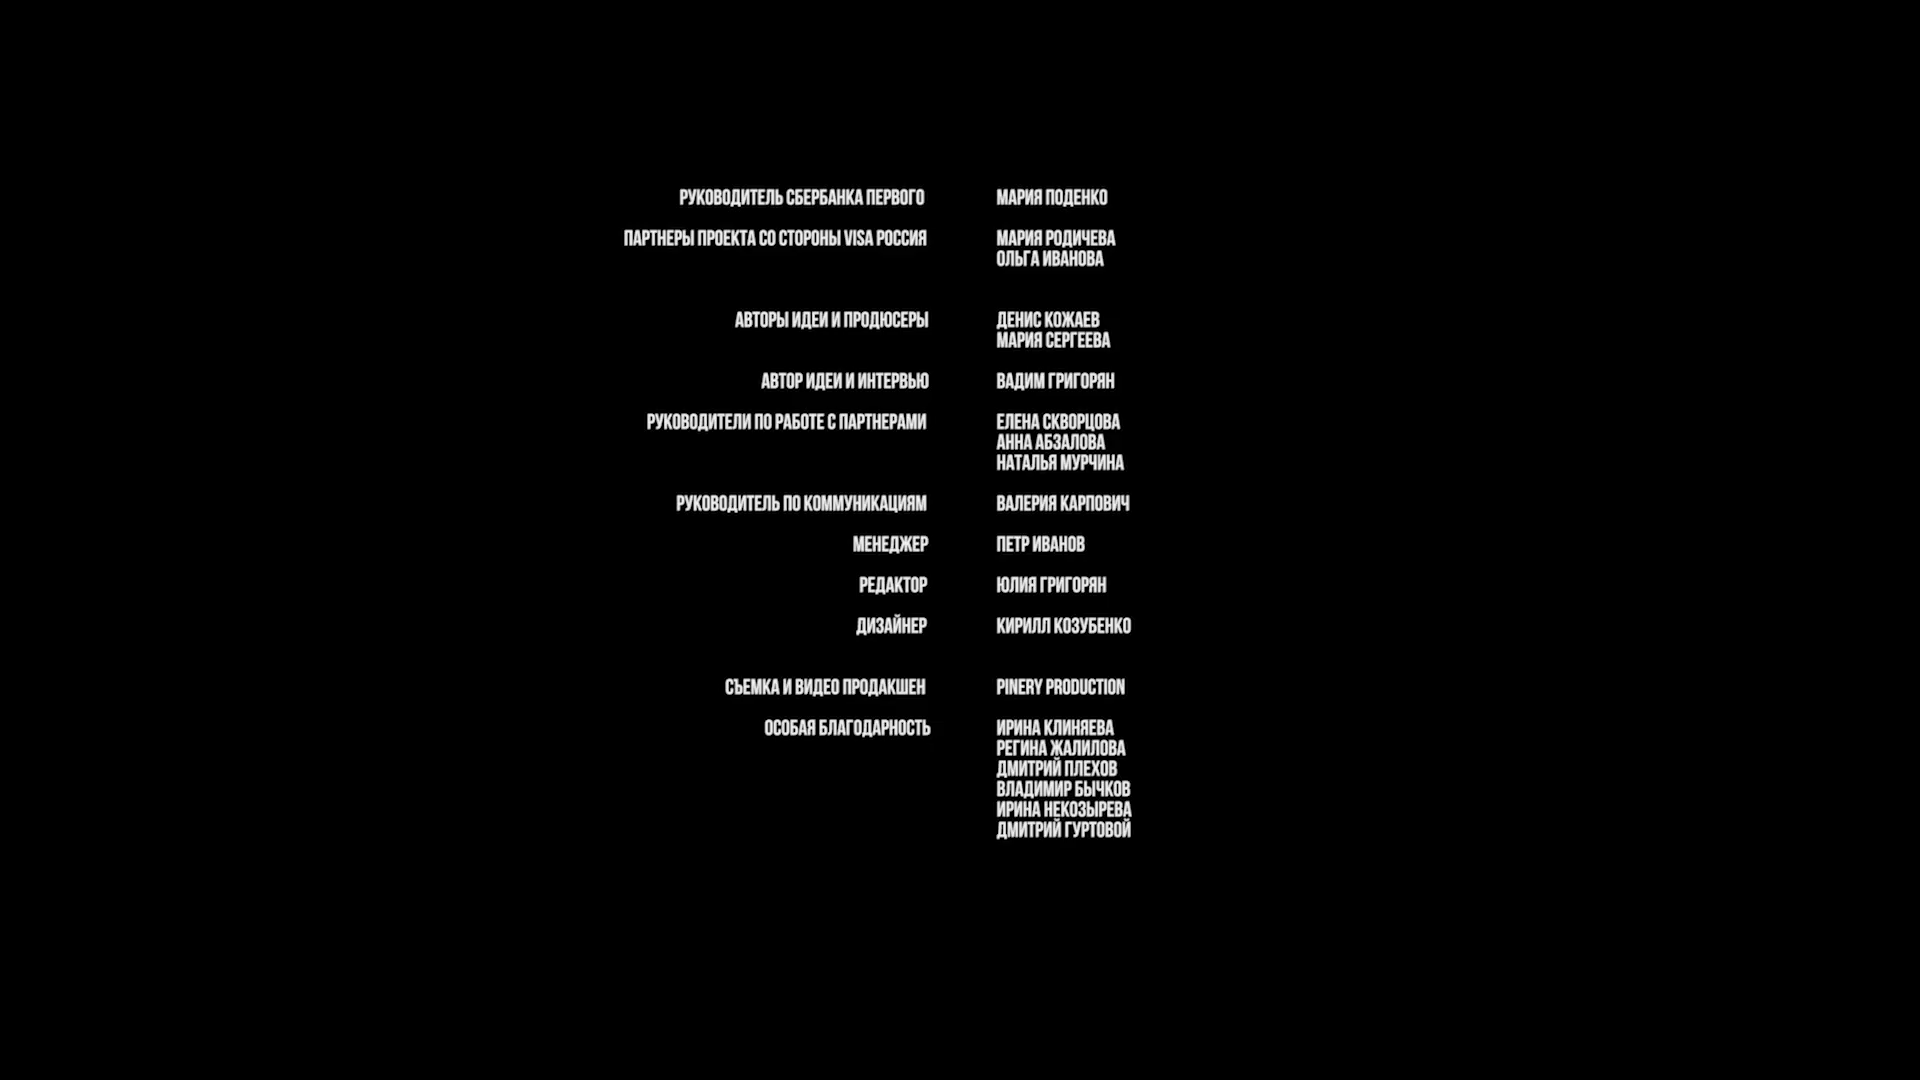 РУКОВОДИТЕЛЬ СБЕРБАНКА ПЕРВОГО МАРИЯ ПОДЕНКО
ПАРТНЕРЫ ПРОЕКТА СО СТОРОНЫ VISA РОССИЯ МАРИЯ РОДИЧЕВА
ОЛЬГА ИВАНОВА
АВТОРЫ ИДЕИ И ПРОДЮСЕРЫ ДЕНИС КОЖАЕВ
МАРИЯ СЕРГЕЕВА
АВТОР ИДЕИ И ИНТЕРВЬЮ ВАДИМ ГРИГОРЯН
РУКОВОДИТЕЛИ ПО РАБОТЕ С ПАРТНЕРАМИ ЕЛЕНА СКВОРЦОВА
АННА АБЗАЛОВА
НАТАЛЬЯ МУРЧИНА
РУКОВОДИТЕЛЬ ПО КОММУНИКАЦИЯМ ВАЛЕРИЯ КАРПОВИЧ
МЕНЕДЖЕР ПЕТР ИВАНОВ
РЕДАКТОР ЮЛИЯ ГРИГОРЯН
ДИЗАЙНЕР КИРИЛЛ КОЗУБЕНКО
СЪЕМКА И ВИДЕО ПРОДАКШЕН PINERY PRODUCTION
ОСОБАЯ БЛАГОДАРНОСТЬ ИРИНА КЛИНЯЕВА
РЕГИНА ЖАЛИЛОВА
ДМИТРИЙ ПЛЕХОВ
ВЛАДИМИР БЫЧКОВ
ИРИНА НЕКОЗЫРЕВА
ДМИТРИЙ ГУРТОВОЙ